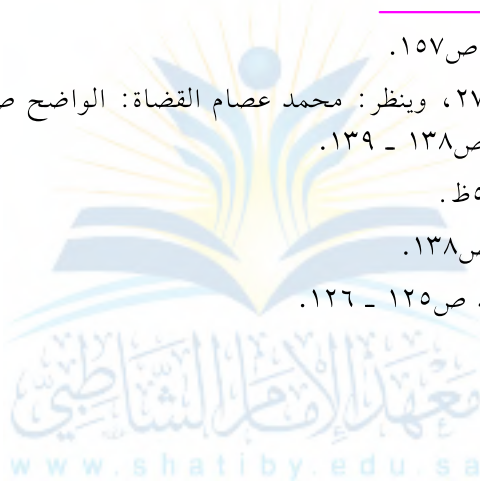 ص١٥٧.
٢٧، وينظر: محمد عصام القضاة: الواضح ص
ص١٣٨ ـ ١٣٩.
٥ظ.
ص١٣٨.
، ص١٢٥ ـ ١٢٦.
معهد الإمام الشاطبي
www.shatiby.edu.sa